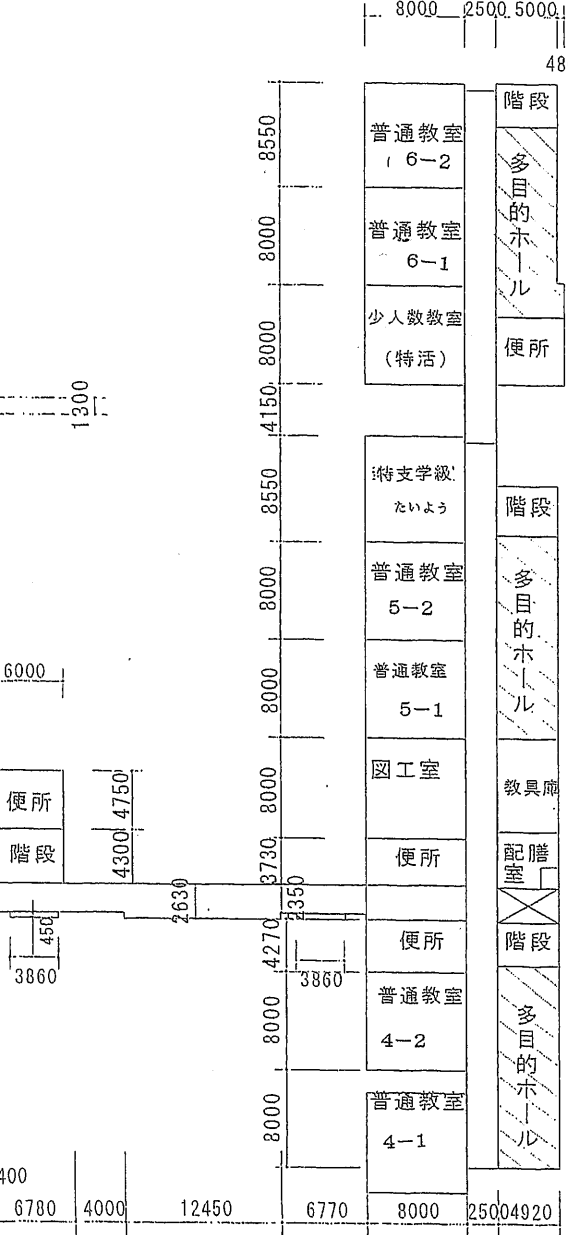 8000 2500 5000
48
階段
8550
普通教室
6-2
多目的ホール
8000
普通教室
6-1
8000
少人数教室
(特活)
便所
1300
4150
8550
特支学級
たいよう
階段
8000
普通教室
5-2
多目的ホール
6000
8000
普通教室
5-1
8000
図工室
教具庫
便所
4750
階段
4300
3730
便所
配膳
室
2630
2350
450
3860
4270
3860
便所
階段
8000
普通教室
4-2
多目的ホール
8000
普通教室
4-1
400
6780 4000 12450 6770 8000 2500 4920